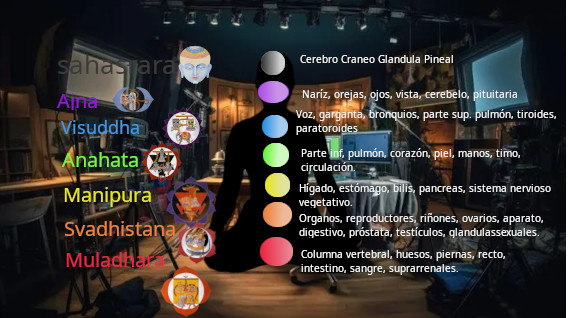 sahasrara
Ajna
Visuddha
Anahata
Manipura
Svadhistana
Muladhara
Cerebro Craneo Glandula Pineal
Naríz, orejas, ojos, vista, cerebelo, pituitaria
Voz, garganta, bronquios, parte sup. pulmón, tiroides,
paratoroides
Parte inf, pulmón, corazón, piel, manos, timo,
circulación.
Hígado, estómago, bilis, pancreas, sistema nervioso
vegetativo.
Organos, reproductores, riñones, ovarios, aparato,
digestivo, próstata, testículos, glandulassexuales.
Columna vertebral, huesos, piernas, recto,
intestino, sangre, suprarrenales.